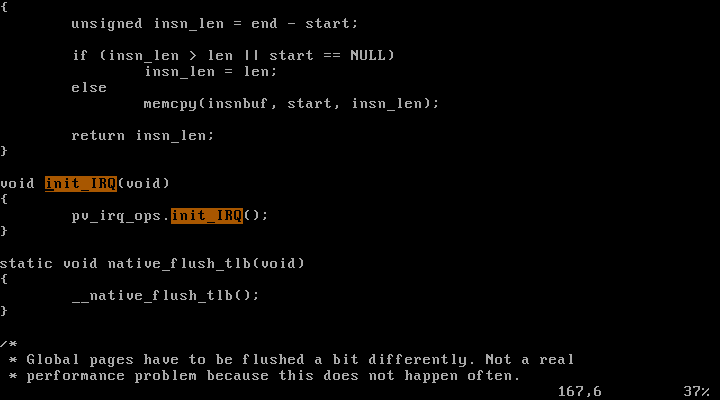 {
        unsigned insn_len = end - start;

        if (insn_len > len || start == NULL)
                insn_len = len;
        else
                memcpy(insnbuf, start, insn_len);

        return insn_len;
}

void init_IRQ(void)
{
        pv_irq_ops.init_IRQ();
}

static void native_flush_tlb(void)
{
        __native_flush_tlb();
}

/*
 * Global pages have to be flushed a bit differently. Not a real
 * performance problem because this does not happen often.
167,6 37%